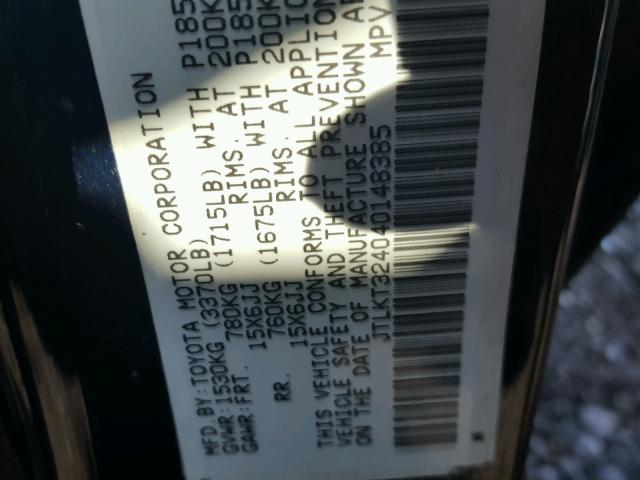 MFD.BY:TOYOTA MOTOR CORPORATION
GVWR:1530KG(3370LB)
GAWR:FRT. 780KG (1715LB) WITH P185
15X6JJ RIMS. AT 200K
RR. 760KG (1675LB) WITH P185
15X6JJ RIMS. AT 200K
THIS VEHICLE CONFORMS TO ALL APPLIC
VEHICLE SAFETY AND THEFT PREVENTION
ON THE DATE OF MANUFACTURE SHOWN AB
JTLKT324040148385 MPV